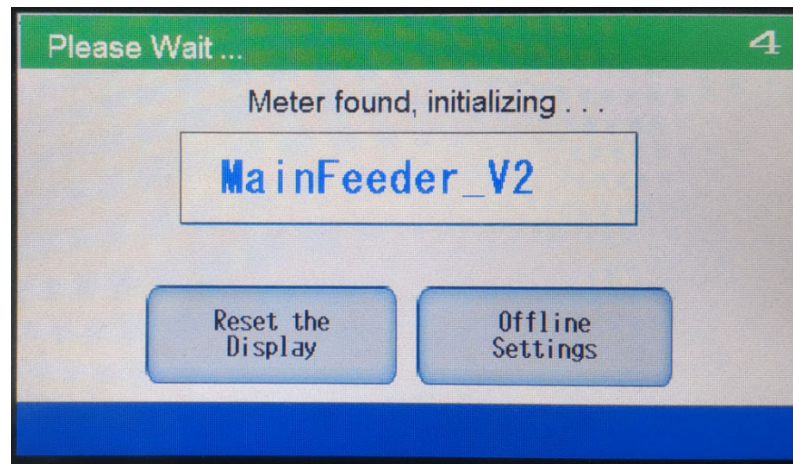 Please Wait ...
4
Meter found, initializing . . .
MainFeeder_V2
Reset the
Display
Offline
Settings